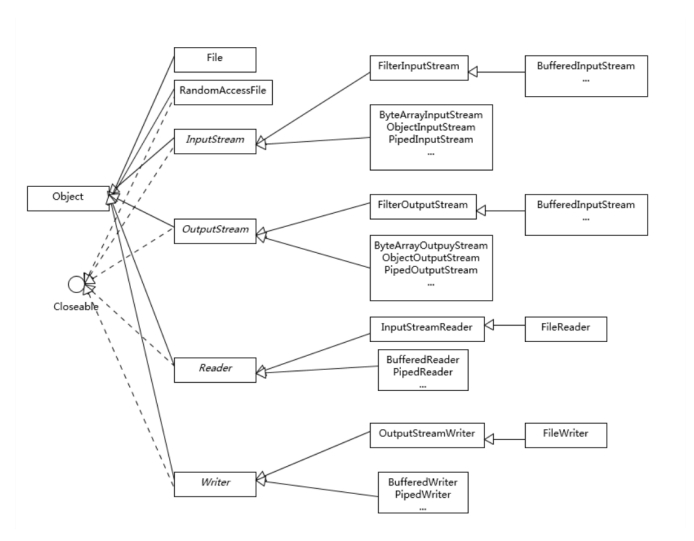 File
RandomAccessFile
InputStream
FilterInputStream
BufferedInputStream
...
ByteArrayInputStream
ObjectInputStream
PipedInputStream
...
Object
OutputStream
FilterOutputStream
BufferedInputStream
...
ByteArrayOutpuyStream
ObjectOutputStream
PipedOutputStream
...
Closeable
Reader
InputStreamReader
FileReader
BufferedReader
PipedReader
...
Writer
OutputStreamWriter
FileWriter
BufferedWriter
PipedWriter
...